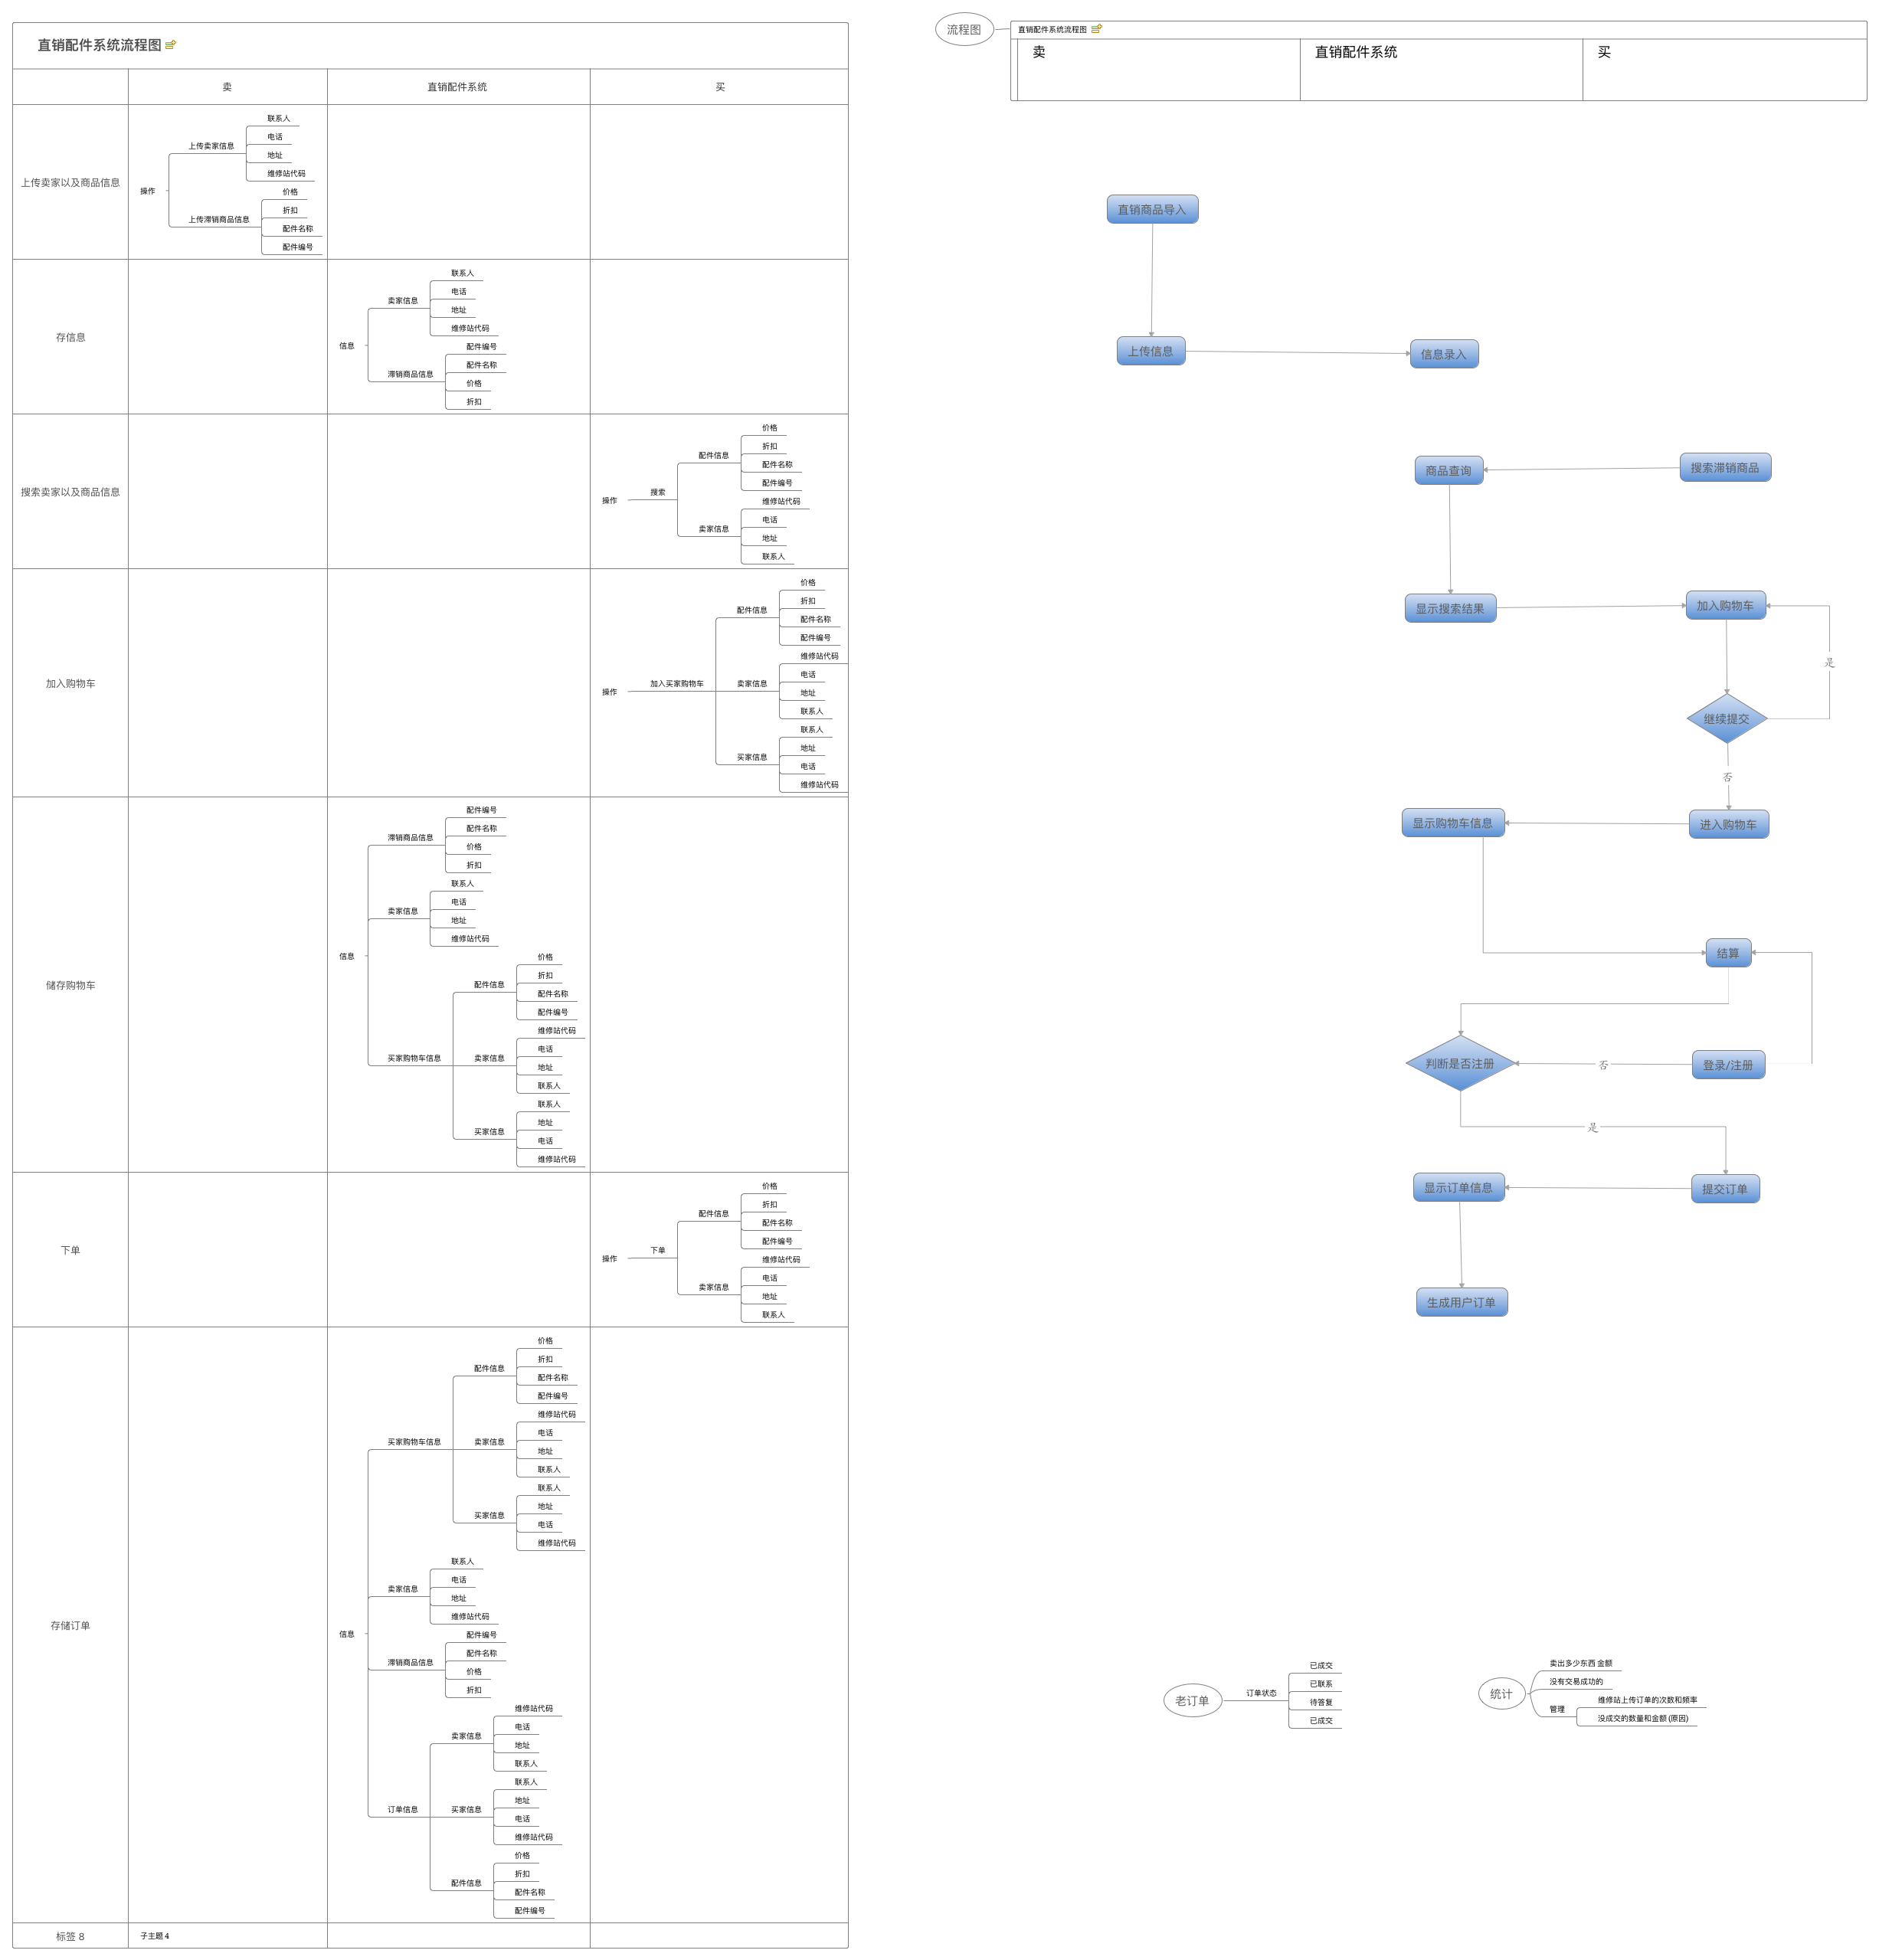 直销配件系统流程图
卖
直销配件系统
买
上传卖家以及商品信息
操作
上传卖家信息
联系人
电话
地址
维修站代码
上传滞销商品信息
价格
折扣
配件名称
配件编号
存信息
信息
卖家信息
联系人
电话
地址
维修站代码
滞销商品信息
配件编号
配件名称
价格
折扣
搜索卖家以及商品信息
操作
搜索
配件信息
价格
折扣
配件名称
配件编号
卖家信息
维修站代码
电话
地址
联系人
加入购物车
操作
加入买家购物车
配件信息
价格
折扣
配件名称
配件编号
卖家信息
维修站代码
电话
地址
联系人
买家信息
联系人
地址
电话
维修站代码
储存购物车
信息
滞销商品信息
配件编号
配件名称
价格
折扣
卖家信息
联系人
电话
地址
维修站代码
买家购物车信息
配件信息
价格
折扣
配件名称
配件编号
卖家信息
维修站代码
电话
地址
联系人
买家信息
联系人
地址
电话
维修站代码
下单
操作
下单
配件信息
价格
折扣
配件名称
配件编号
卖家信息
维修站代码
电话
地址
联系人
存储订单
信息
买家购物车信息
配件信息
价格
折扣
配件名称
配件编号
卖家信息
维修站代码
电话
地址
联系人
买家信息
联系人
地址
电话
维修站代码
卖家信息
联系人
电话
地址
维修站代码
滞销商品信息
配件编号
配件名称
价格
折扣
订单信息
卖家信息
维修站代码
电话
地址
联系人
买家信息
联系人
地址
电话
维修站代码
配件信息
价格
折扣
配件名称
配件编号
标签 8
子主题 4
流程图
直销配件系统流程图
卖
直销配件系统
买
直销商品导入
上传信息
信息录入
商品查询
搜索滞销商品
显示搜索结果
加入购物车
是
继续提交
否
显示购物车信息
进入购物车
结算
判断是否注册
否
登录/注册
是
显示订单信息
提交订单
生成用户订单
老订单
订单状态
已成交
已联系
待答复
已成交
统计
卖出多少东西 金额
没有交易成功的
管理
维修站上传订单的次数和频率
没成交的数量和金额 (原因)